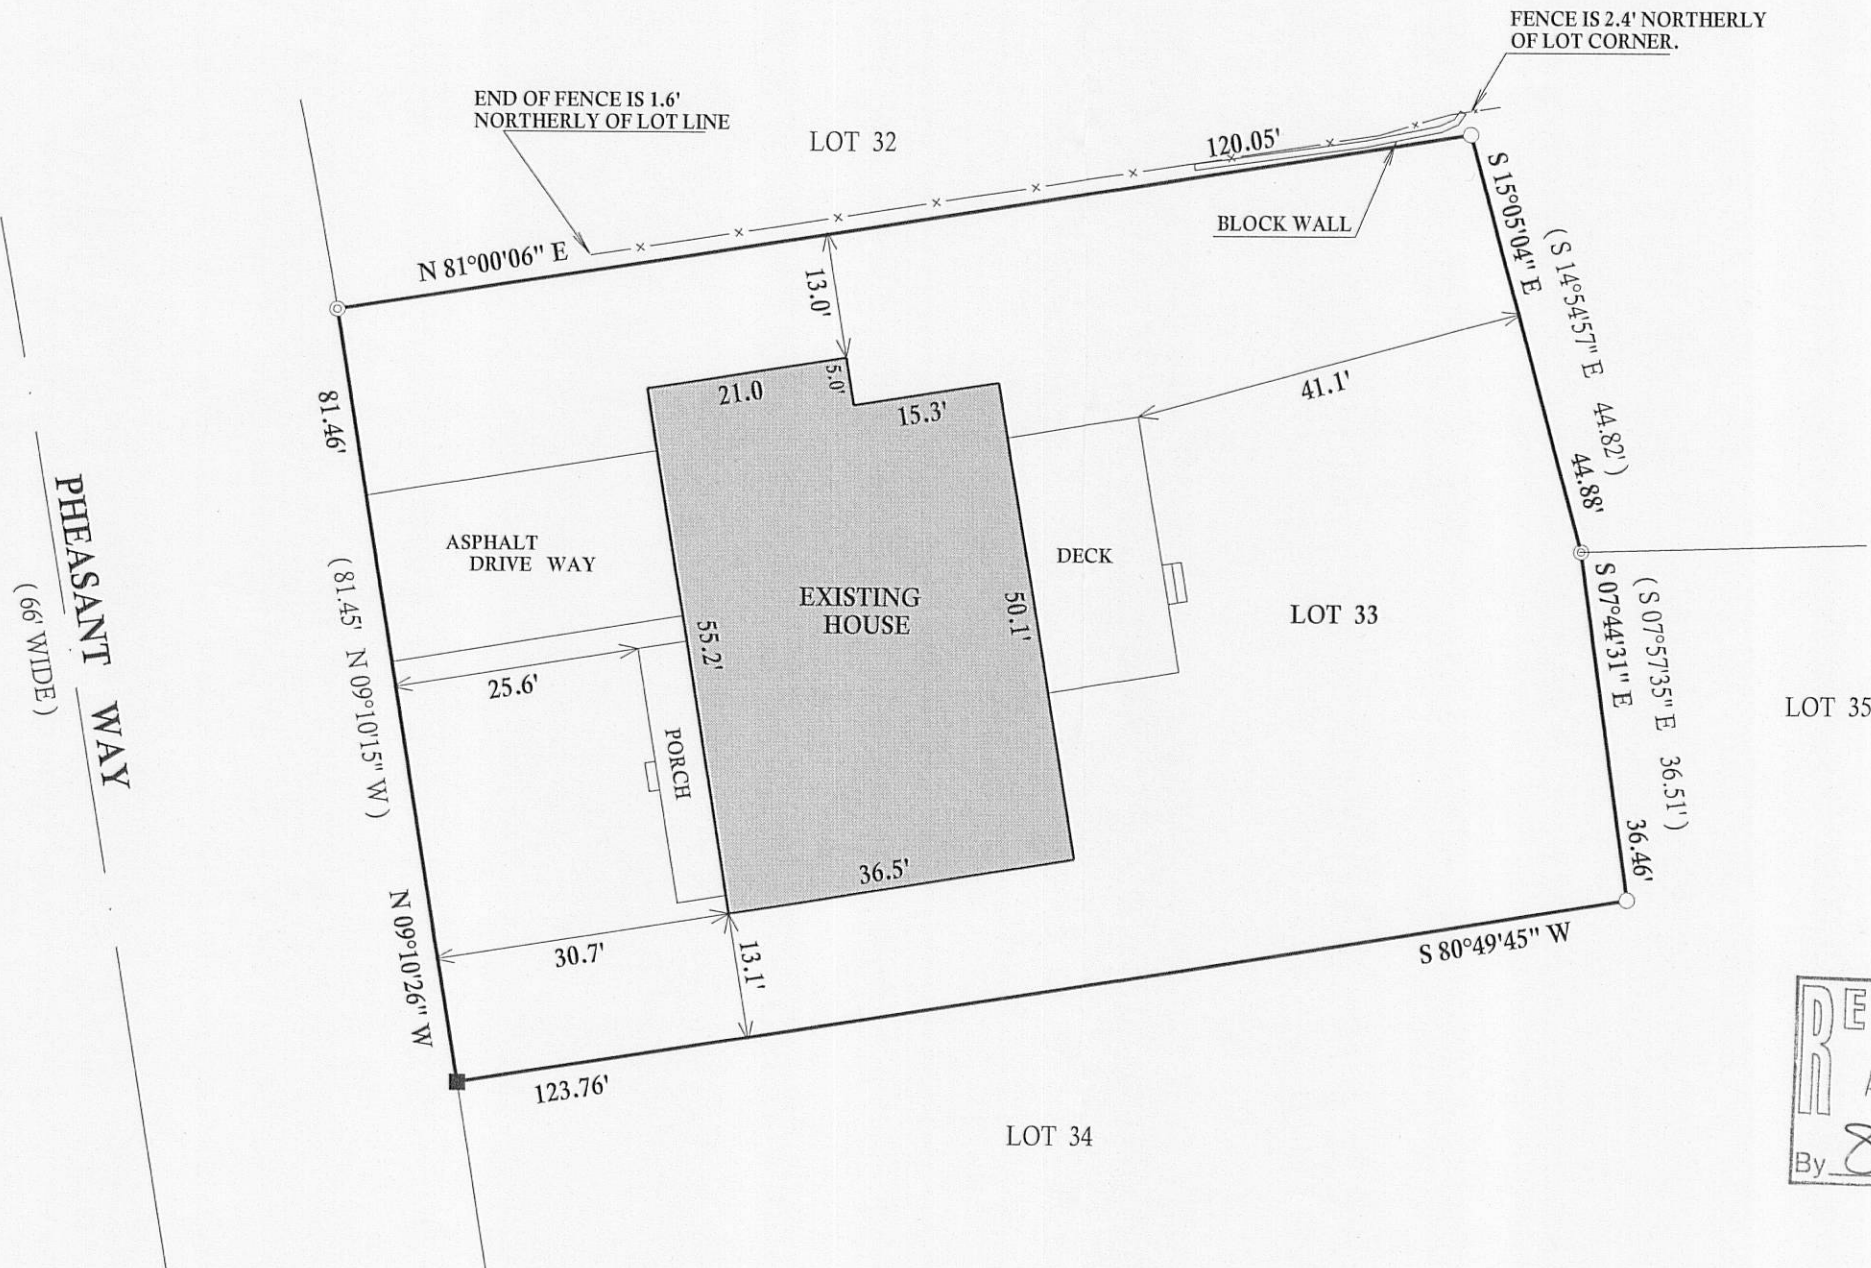 FENCE IS 2.4' NORTHERLY
OF LOT CORNER.
END OF FENCE IS 1.6'
NORTHERLY OF LOT LINE
LOT 32
120.05'
BLOCK WALL
N 81°00'06" E
S 15°05'04" E
( S 14°54'57" E 44.82' )
44.88'
13.0'
81.46'
21.0
5.0'
15.3'
41.1'
ASPHALT
DRIVE WAY
DECK
EXISTING
HOUSE
50.1'
55.2'
LOT 33
S 07°44'31" E
( S 07°57'35" E 36.51' )
36.46'
LOT 35
PHEASANT WAY
( 66' WIDE )
( 81.45' N 09°10'15" W )
25.6'
PORCH
36.5'
N 09°10'26" W
30.7'
13.1'
S 80°49'45" W
123.76'
LOT 34
By